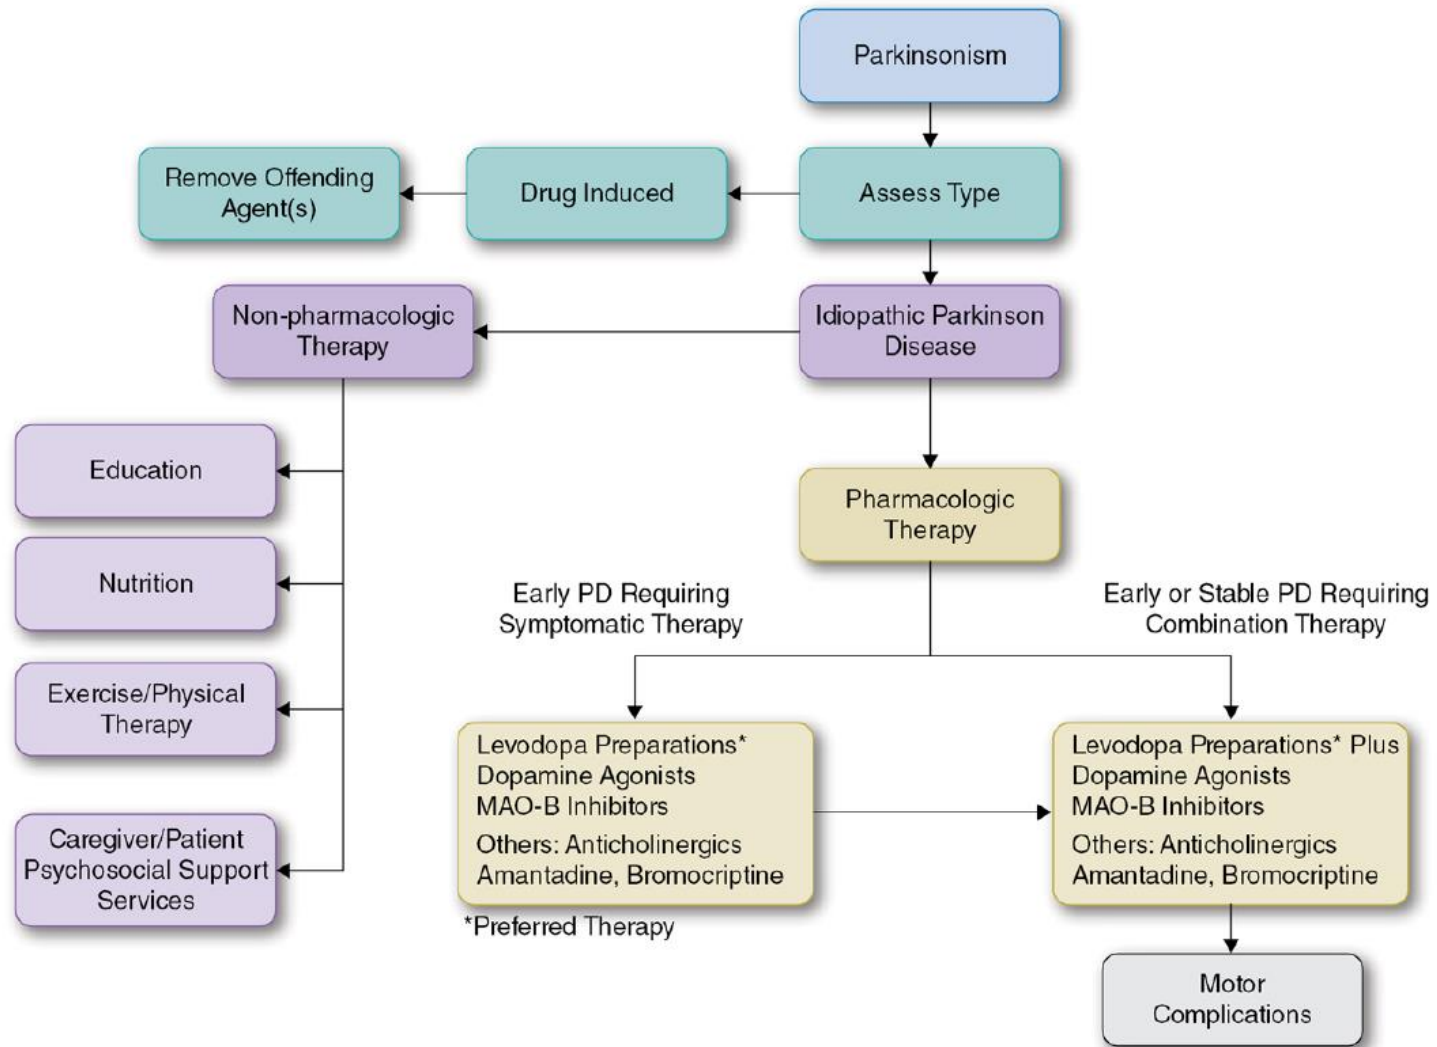 Parkinsonism
Remove Offending
Agent(s)
Drug Induced
Assess Type
Non-pharmacologic
Therapy
Idiopathic Parkinson
Disease
Education
Nutrition
Exercise/Physical
Therapy
Caregiver/Patient
Psychosocial Support
Services
Pharmacologic
Therapy
Early PD Requiring
Symptomatic Therapy
Early or Stable PD Requiring
Combination Therapy
Levodopa Preparations*
Dopamine Agonists
MAO-B Inhibitors
Others: Anticholinergics
Amantadine, Bromocriptine
*Preferred Therapy
Levodopa Preparations* Plus
Dopamine Agonists
MAO-B Inhibitors
Others: Anticholinergics
Amantadine, Bromocriptine
Motor
Complications